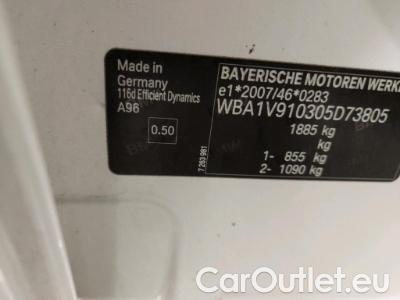 Made in
Germany
116d Efficient Dynamics
A96
0.50
7 263 981
BAYERISCHE MOTOREN WERKE
e1*2007/46*0283
WBA1V910305D73805
1885 kg
kg
1- 855 kg
2- 1090 kg
CarOutlet.eu